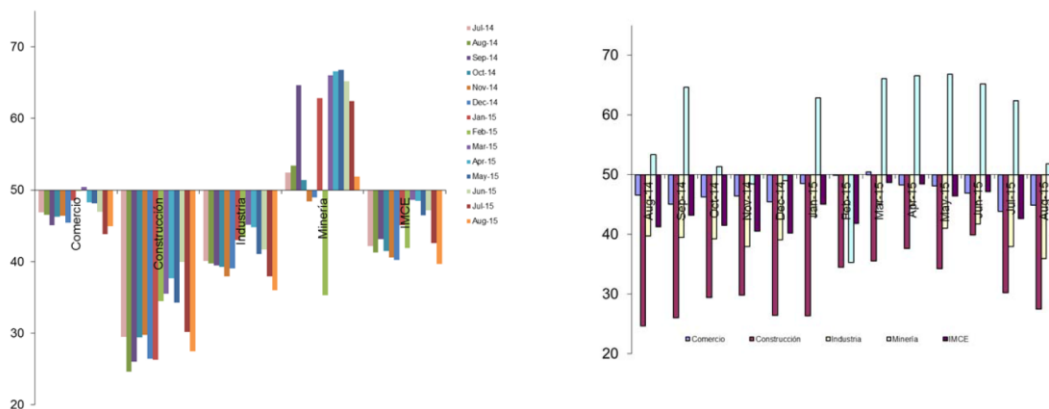 70
60
50
40
30
20
Comercio
Construcción
Industria
Minería
IMCE
Jul-14
Aug-14
Sep-14
Oct-14
Nov-14
Dec-14
Jan-15
Feb-15
Mar-15
Apr-15
May-15
Jun-15
Jul-15
Aug-15
70
60
50
40
30
20
Aug-14
Sep-14
Oct-14
Nov-14
Dec-14
Jan-15
Feb-15
Mar-15
Apr-15
May-15
Jun-15
Jul-15
Aug-15
Comercio Construcción Industria Minería IMCE